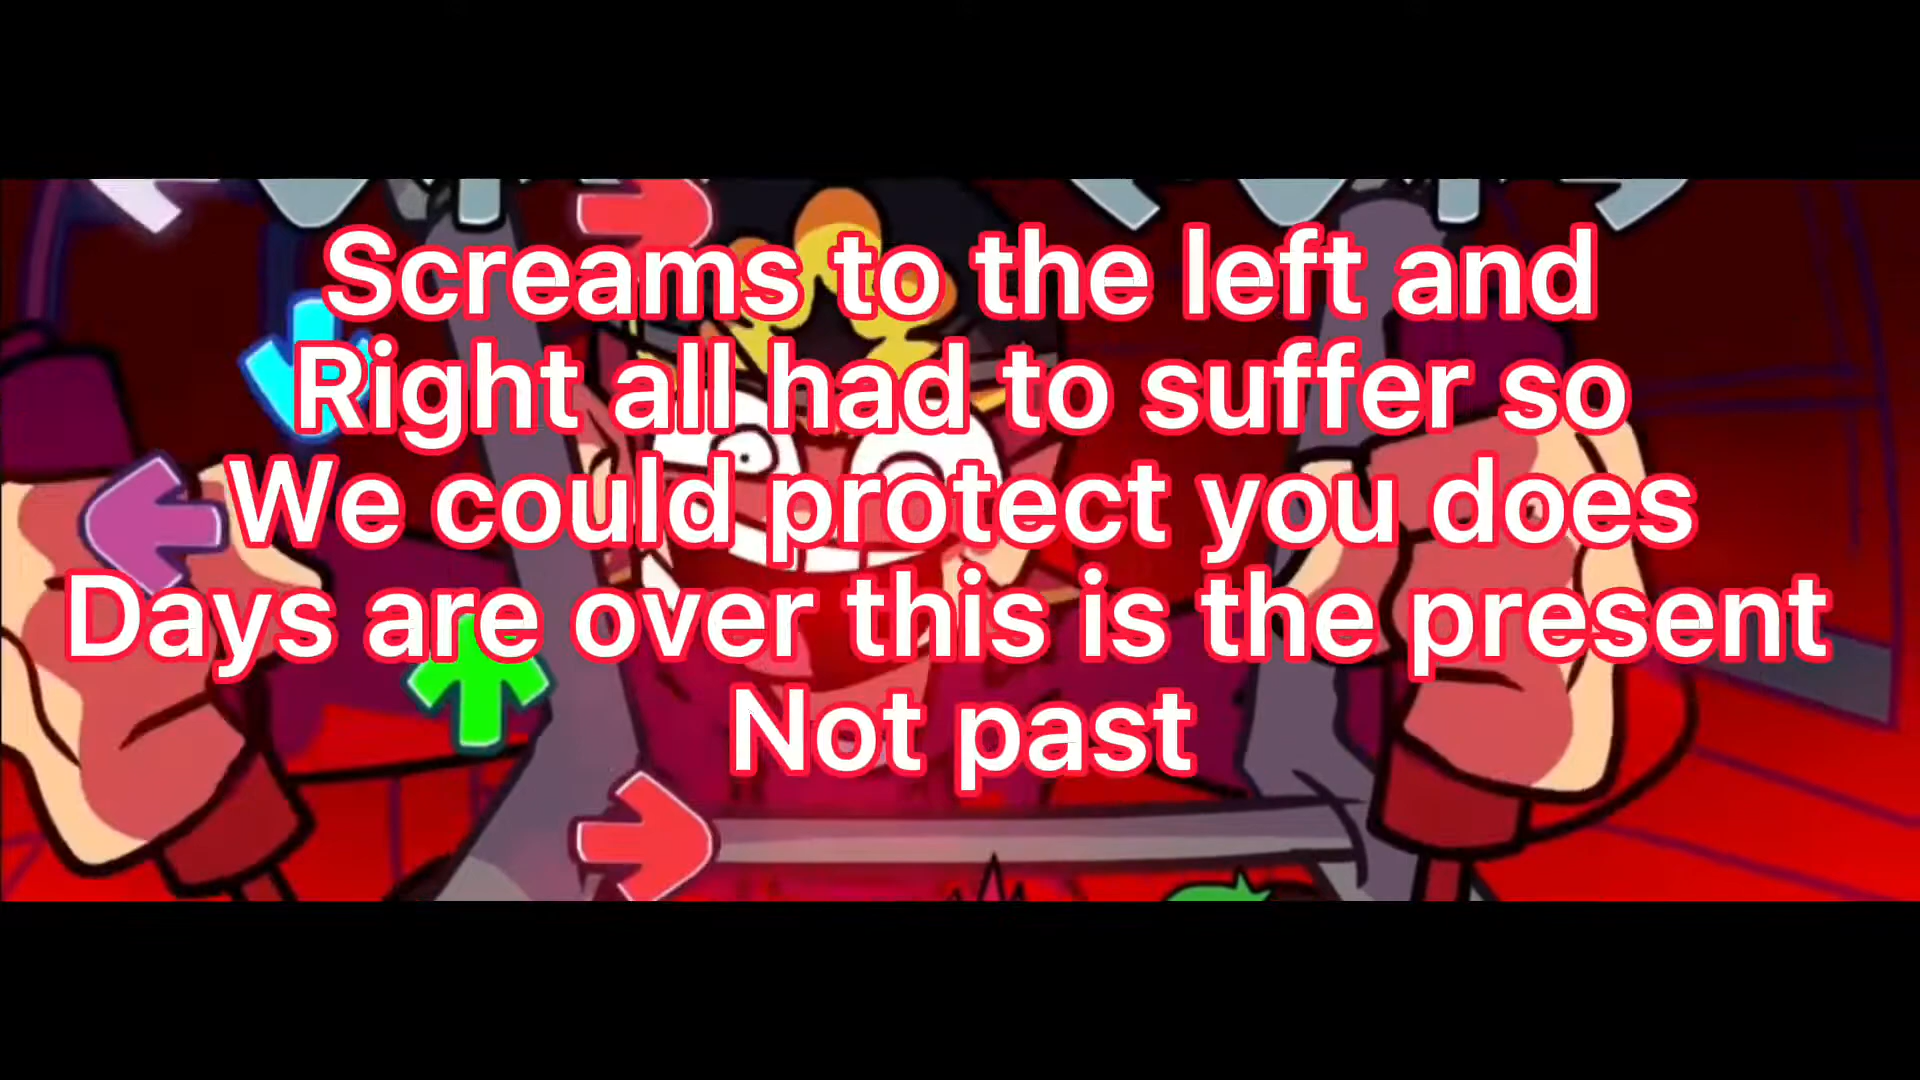 Screams to the left and
Right all had to suffer so
We could protect you does
Days are over this is the present
Not past